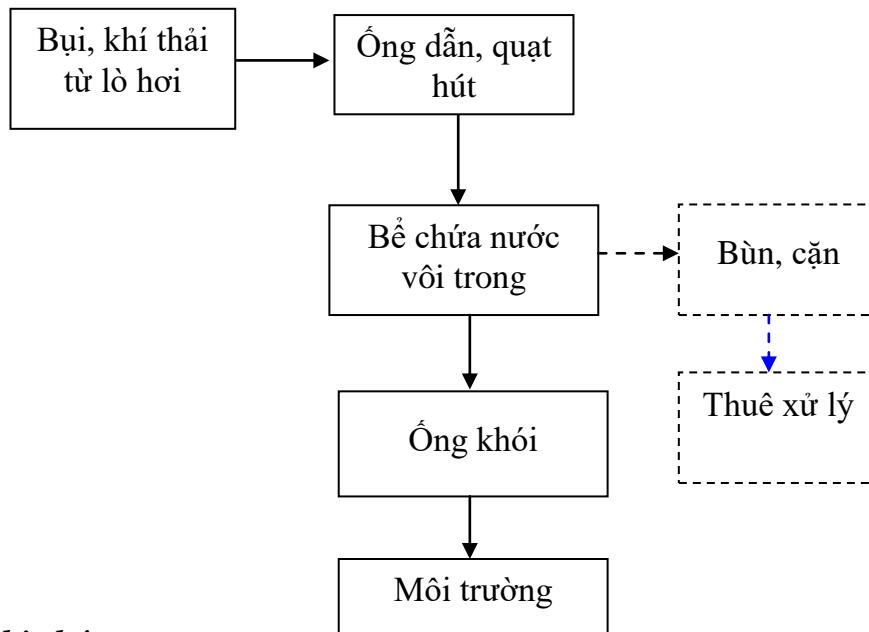 Bụi, khí thải
từ lò hơi
Ống dẫn, quạt
hút
Bể chứa nước
vôi trong
Bùn, cặn
Thuê xử lý
Ống khói
Môi trường